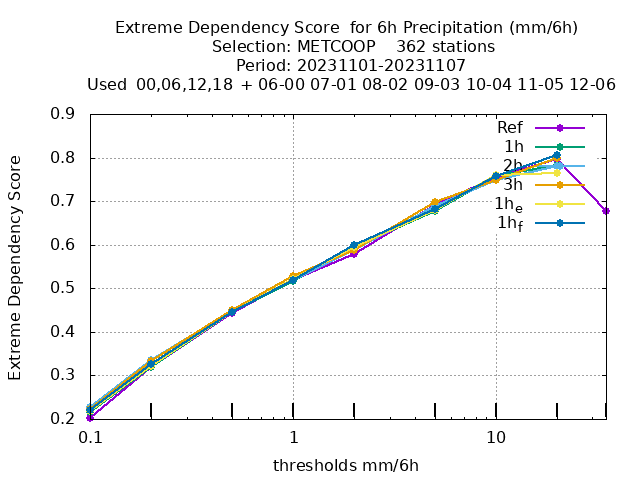 Extreme Dependency Score  for 6h Precipitation (mm/6h)
Selection: METCOOP    362 stations
Period: 20231101-20231107
Used  00,06,12,18  + 06-00 07-01 08-02 09-03 10-04 11-05 12-06
Extreme Dependency Score
0.9
0.8
0.7
0.6
0.5
0.4
0.3
0.2
Ref
1h
2h
3h
1he
1hf
0.1 1 10
thresholds mm/6h